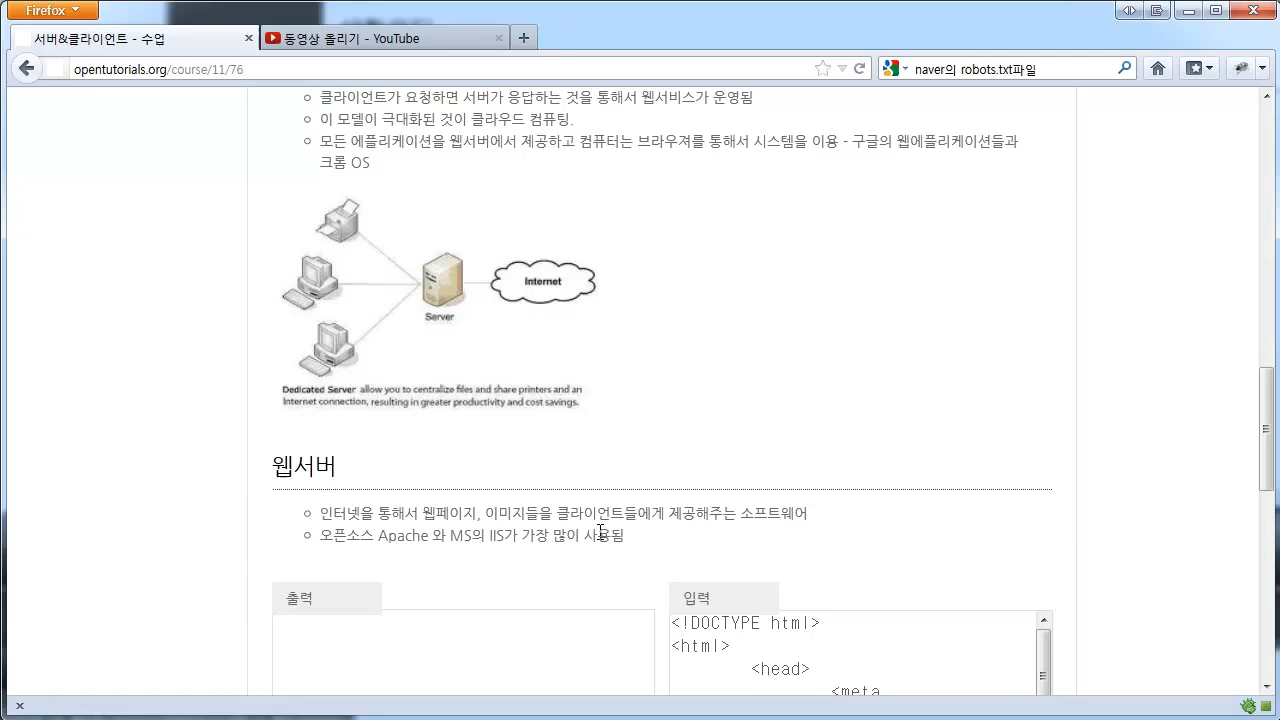 Firefox
서버&클라이언트 - 수업
동영상 올리기 - YouTube
opentutorials.org/course/11/76
naver의 robots.txt파일
클라이언트가 요청하면 서버가 응답하는 것을 통해서 웹서비스가 운영됨
이 모델이 극대화된 것이 클라우드 컴퓨팅.
모든 에플리케이션을 웹서버에서 제공하고 컴퓨터는 브라우져를 통해서 시스템을 이용 - 구글의 웹에플리케이션들과
크롬 OS
Internet
Server
Dedicated Server allow you to centralize files and share printers and an
Internet connection, resulting in greater productivity and cost savings.
웹서버
인터넷을 통해서 웹페이지, 이미지들을 클라이언트들에게 제공해주는 소프트웨어
오픈소스 Apache 와 MS의 IIS가 가장 많이 사용됨
출력
입력
<!DOCTYPE html>
<html>
<head>
<meta